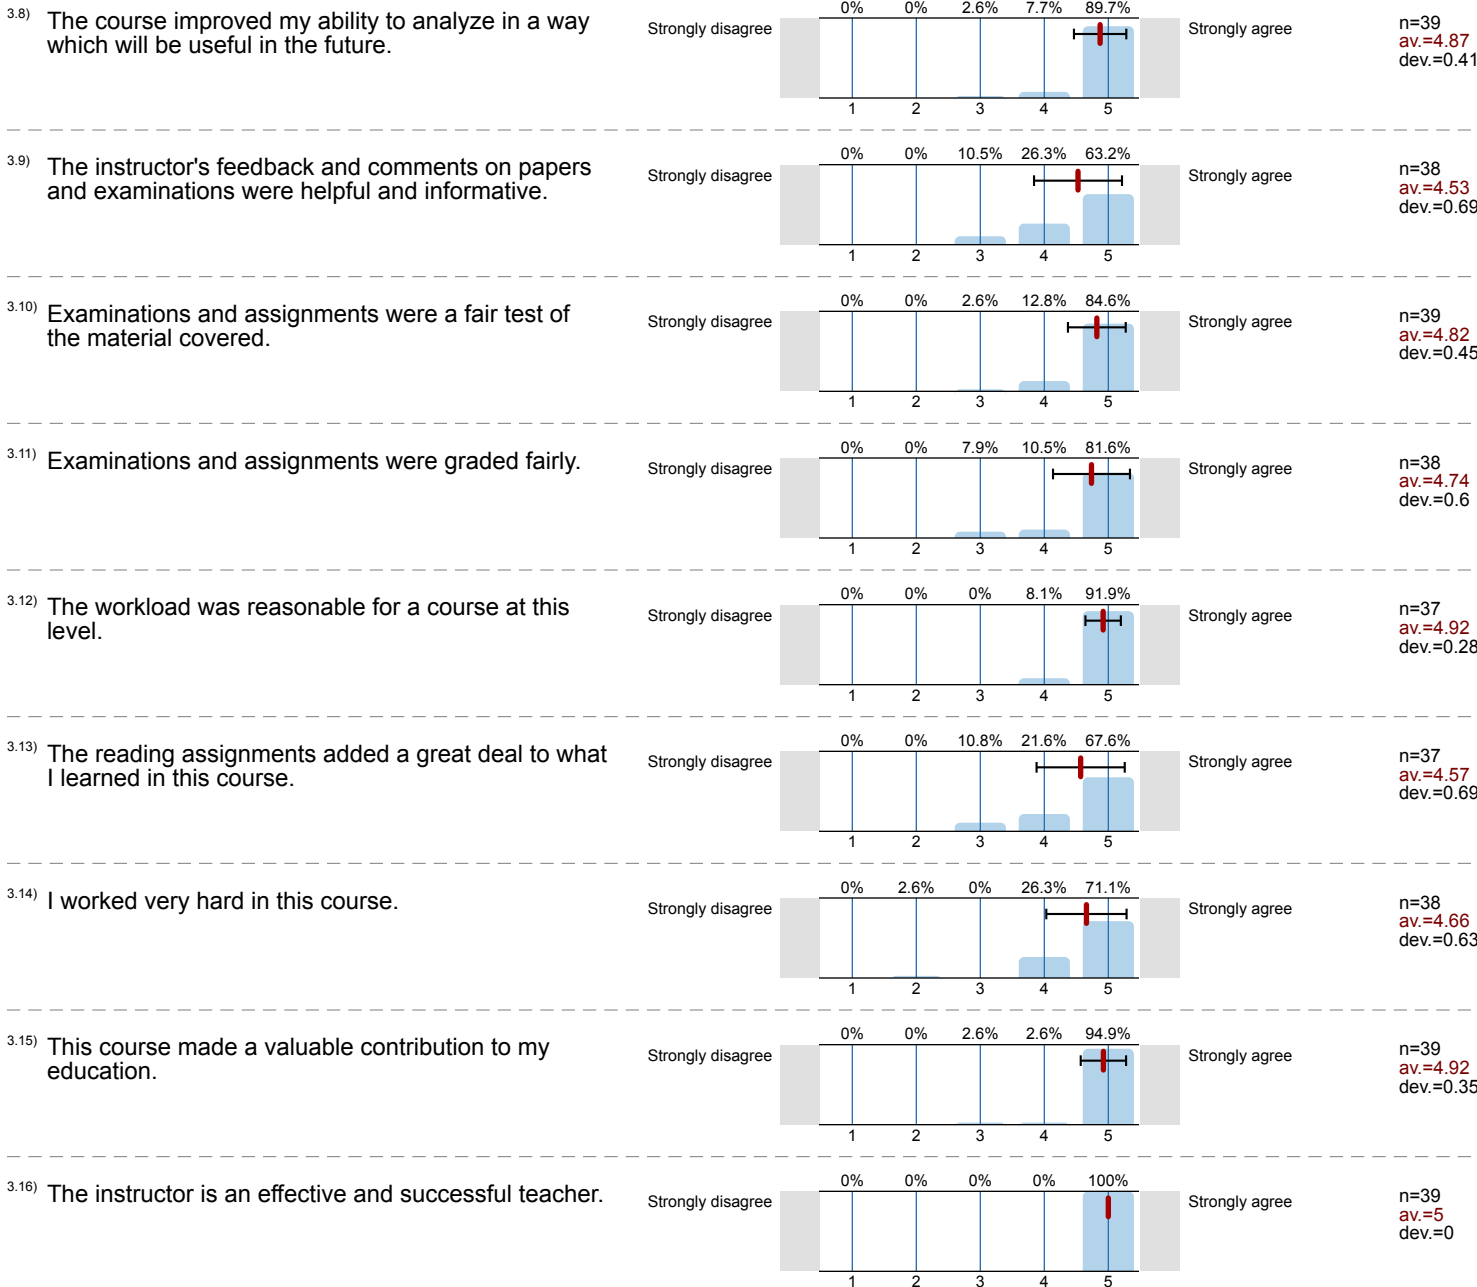 3.8) The course improved my ability to analyze in a way
which will be useful in the future.
Strongly disagree
0% 0% 2.6% 7.7% 89.7%
1 2 3 4 5
Strongly agree
n=39
av.=4.87
dev.=0.41
3.9) The instructor's feedback and comments on papers
and examinations were helpful and informative.
Strongly disagree
0% 0% 10.5% 26.3% 63.2%
1 2 3 4 5
Strongly agree
n=38
av.=4.53
dev.=0.69
3.10) Examinations and assignments were a fair test of
the material covered.
Strongly disagree
0% 0% 2.6% 12.8% 84.6%
1 2 3 4 5
Strongly agree
n=39
av.=4.82
dev.=0.45
3.11) Examinations and assignments were graded fairly.
Strongly disagree
0% 0% 7.9% 10.5% 81.6%
1 2 3 4 5
Strongly agree
n=38
av.=4.74
dev.=0.6
3.12) The workload was reasonable for a course at this
level.
Strongly disagree
0% 0% 0% 8.1% 91.9%
1 2 3 4 5
Strongly agree
n=37
av.=4.92
dev.=0.28
3.13) The reading assignments added a great deal to what
I learned in this course.
Strongly disagree
0% 0% 10.8% 21.6% 67.6%
1 2 3 4 5
Strongly agree
n=37
av.=4.57
dev.=0.69
3.14) I worked very hard in this course.
Strongly disagree
0% 2.6% 0% 26.3% 71.1%
1 2 3 4 5
Strongly agree
n=38
av.=4.66
dev.=0.63
3.15) This course made a valuable contribution to my
education.
Strongly disagree
0% 0% 2.6% 2.6% 94.9%
1 2 3 4 5
Strongly agree
n=39
av.=4.92
dev.=0.35
3.16) The instructor is an effective and successful teacher.
Strongly disagree
0% 0% 0% 0% 100%
1 2 3 4 5
Strongly agree
n=39
av.=5
dev.=0